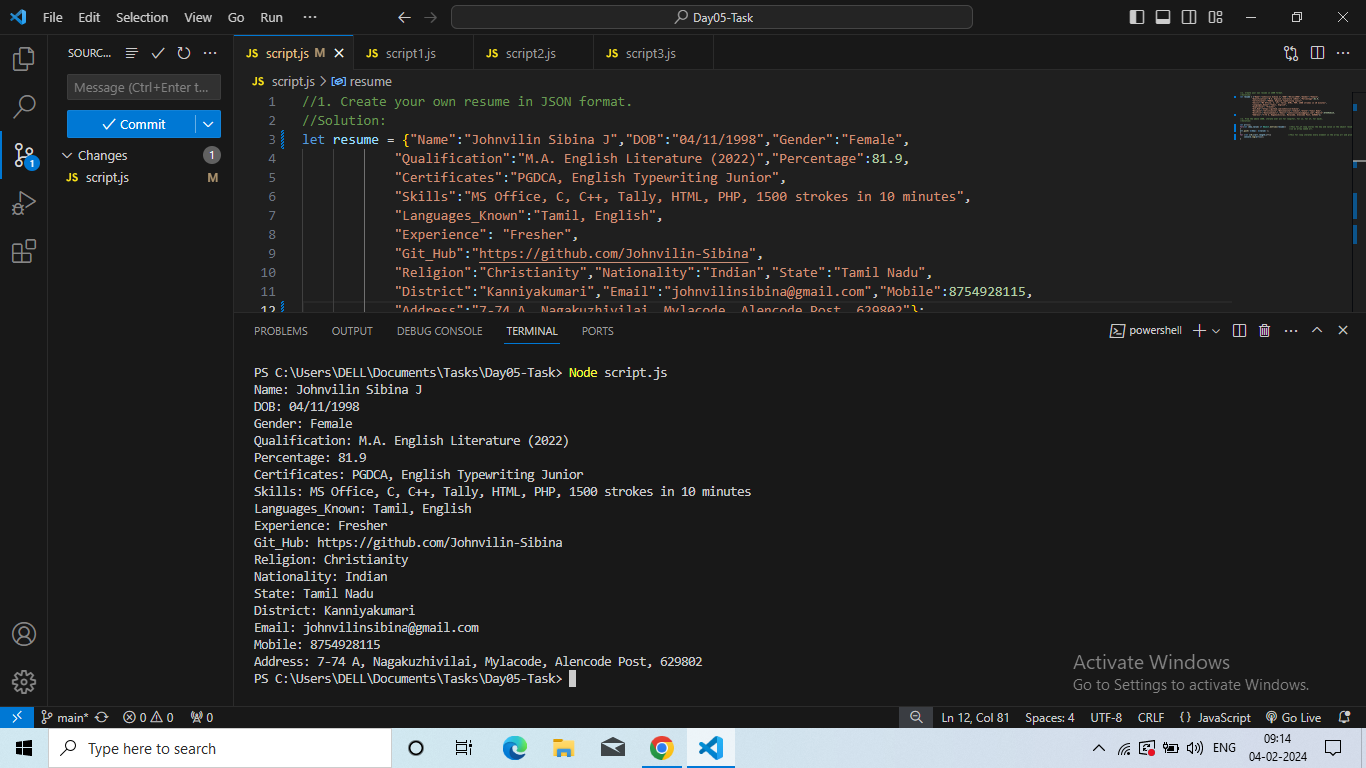 File Edit Selection View Go Run ··· Day05-Task
SOURC... ···
Message (Ctrl+Enter t...
Commit
Changes 1
JS script.js M
1
JS script.js M JS script1.js JS script2.js JS script3.js ···
JS script.js > resume
1 //1. Create your own resume in JSON format.
2 //Solution:
3 let resume = {"Name":"Johnvilin Sibina J","DOB":"04/11/1998","Gender":"Female",
4 "Qualification":"M.A. English Literature (2022)","Percentage":81.9,
5 "Certificates":"PGDCA, English Typewriting Junior",
6 "Skills":"MS Office, C, C++, Tally, HTML, PHP, 1500 strokes in 10 minutes",
7 "Languages_Known":"Tamil, English",
8 "Experience": "Fresher",
9 "Git_Hub":"https://github.com/Johnvilin-Sibina",
10 "Religion":"Christianity","Nationality":"Indian","State":"Tamil Nadu",
11 "District":"Kanniyakumari","Email":"johnvilinsibina@gmail.com","Mobile":8754928115,
12 "Address":"7-74 A, Nagakuzhivilai, Mylacode, Alencode Post, 629802"};
PROBLEMS OUTPUT DEBUG CONSOLE TERMINAL PORTS powershell ···
PS C:\Users\DELL\Documents\Tasks\Day05-Task> Node script.js
Name: Johnvilin Sibina J
DOB: 04/11/1998
Gender: Female
Qualification: M.A. English Literature (2022)
Percentage: 81.9
Certificates: PGDCA, English Typewriting Junior
Skills: MS Office, C, C++, Tally, HTML, PHP, 1500 strokes in 10 minutes
Languages_Known: Tamil, English
Experience: Fresher
Git_Hub: https://github.com/Johnvilin-Sibina
Religion: Christianity
Nationality: Indian
State: Tamil Nadu
District: Kanniyakumari
Email: johnvilinsibina@gmail.com
Mobile: 8754928115
Address: 7-74 A, Nagakuzhivilai, Mylacode, Alencode Post, 629802
PS C:\Users\DELL\Documents\Tasks\Day05-Task>
Activate Windows
Go to Settings to activate Windows.
main* 0 0 0 Ln 12, Col 81 Spaces: 4 UTF-8 CRLF {} JavaScript Go Live
Type here to search
ENG
09:14
04-02-2024